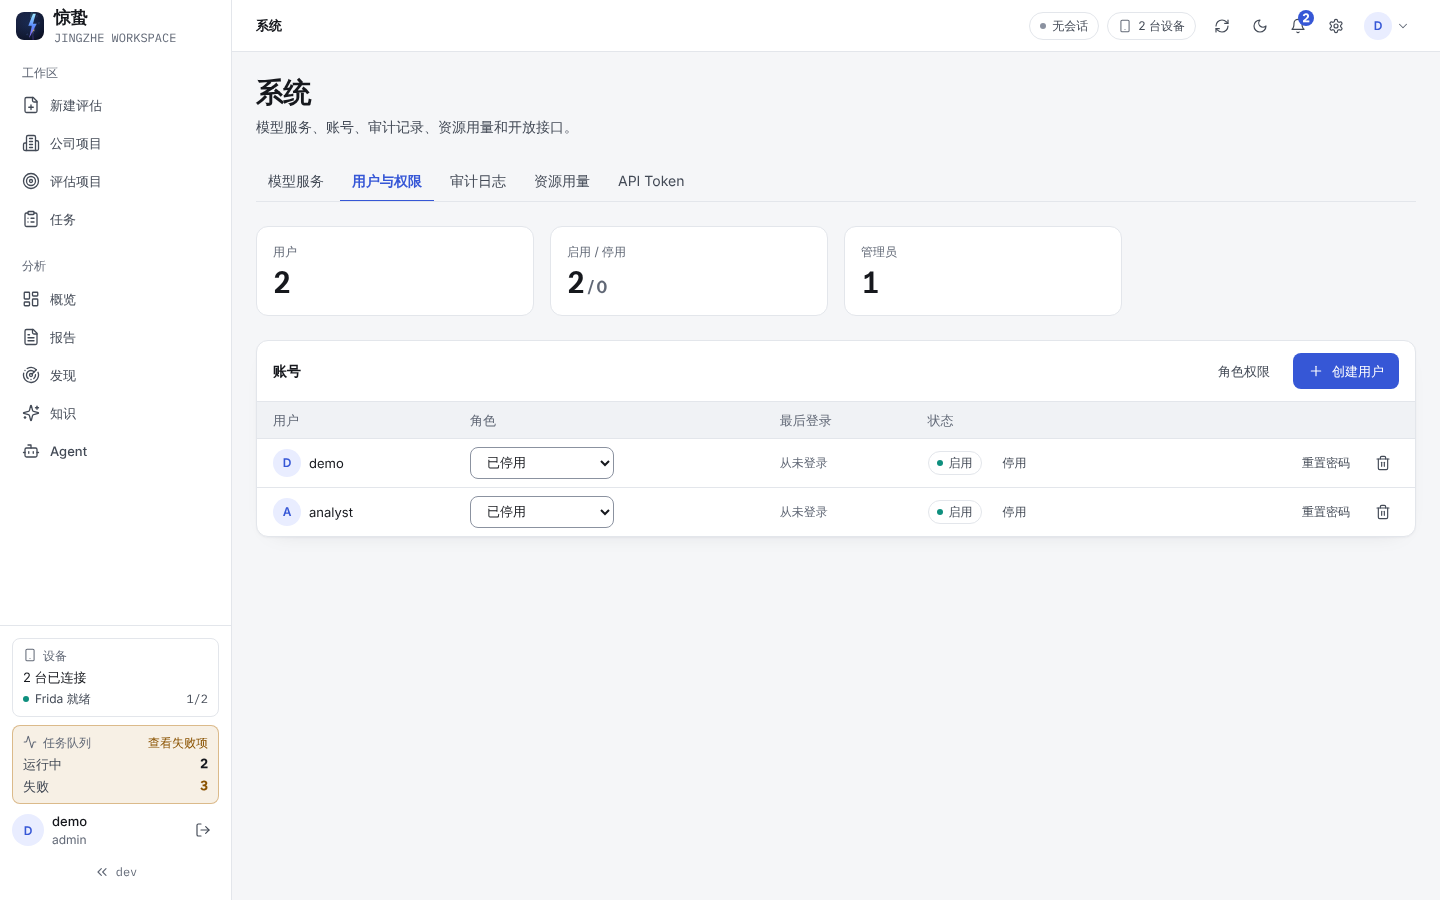 惊蛰
JINGZHE WORKSPACE
工作区
新建评估
公司项目
评估项目
任务
分析
概览
报告
发现
知识
Agent
设备
2 台已连接
Frida 就绪 1/2
任务队列 查看失败项
运行中 2
失败 3
D demo
admin
dev
系统 无会话 2 台设备 2 D
系统
模型服务、账号、审计记录、资源用量和开放接口。
模型服务 用户与权限 审计日志 资源用量 API Token
用户 启用 / 停用 管理员
2 2 / 0 1
账号 角色权限 创建用户
用户 角色 最后登录 状态
D demo 已停用 从未登录 启用 停用 重置密码
A analyst 已停用 从未登录 启用 停用 重置密码